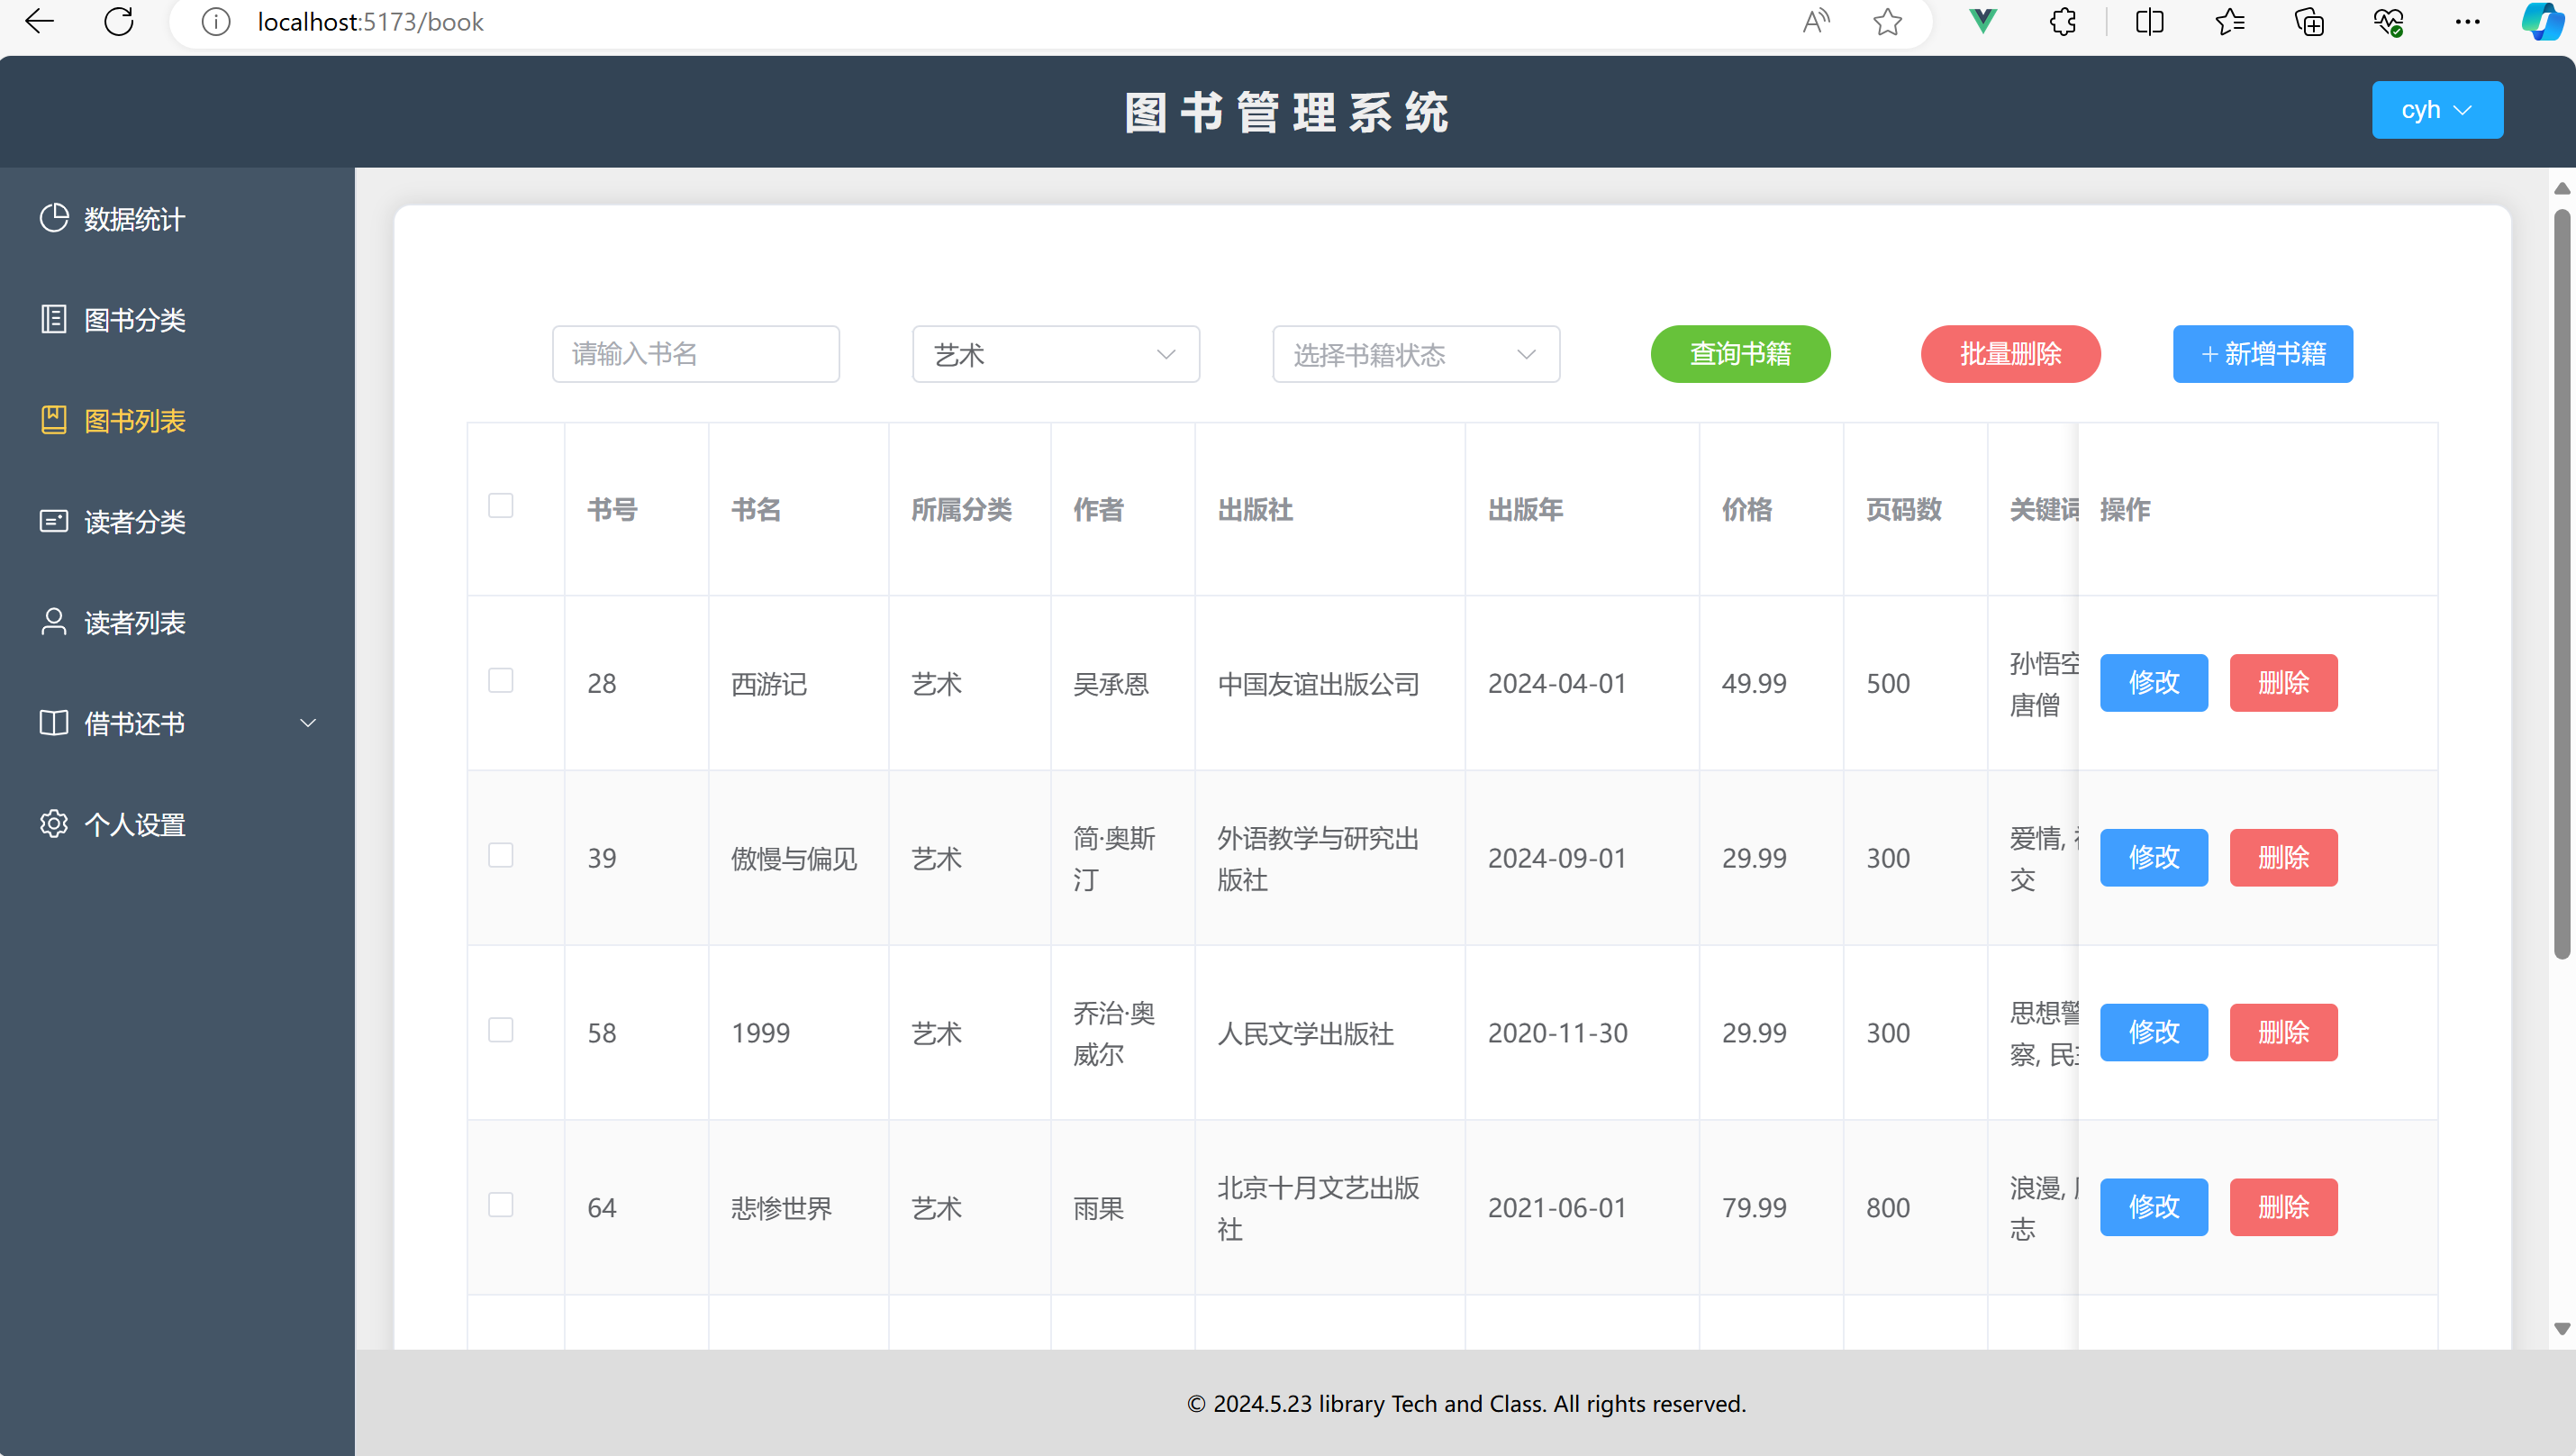 localhost:5173/book
图书管理系统
cyh
数据统计
图书分类
图书列表
读者分类
读者列表
借书还书
个人设置
请输入书名
艺术
选择书籍状态
查询书籍
批量删除
+ 新增书籍
书号 书名 所属分类 作者 出版社 出版年 价格 页码数 关键词 操作
28 西游记 艺术 吴承恩 中国友谊出版公司 2024-04-01 49.99 500 孙悟空
唐僧
修改 删除
39 傲慢与偏见 艺术 简·奥斯
汀
外语教学与研究出
版社
2024-09-01 29.99 300 爱情,
交
修改 删除
58 1999 艺术 乔治·奥
威尔
人民文学出版社 2020-11-30 29.99 300 思想警
察, 民
修改 删除
64 悲惨世界 艺术 雨果 北京十月文艺出版
社
2021-06-01 79.99 800 浪漫,
志
修改 删除
© 2024.5.23 library Tech and Class. All rights reserved.